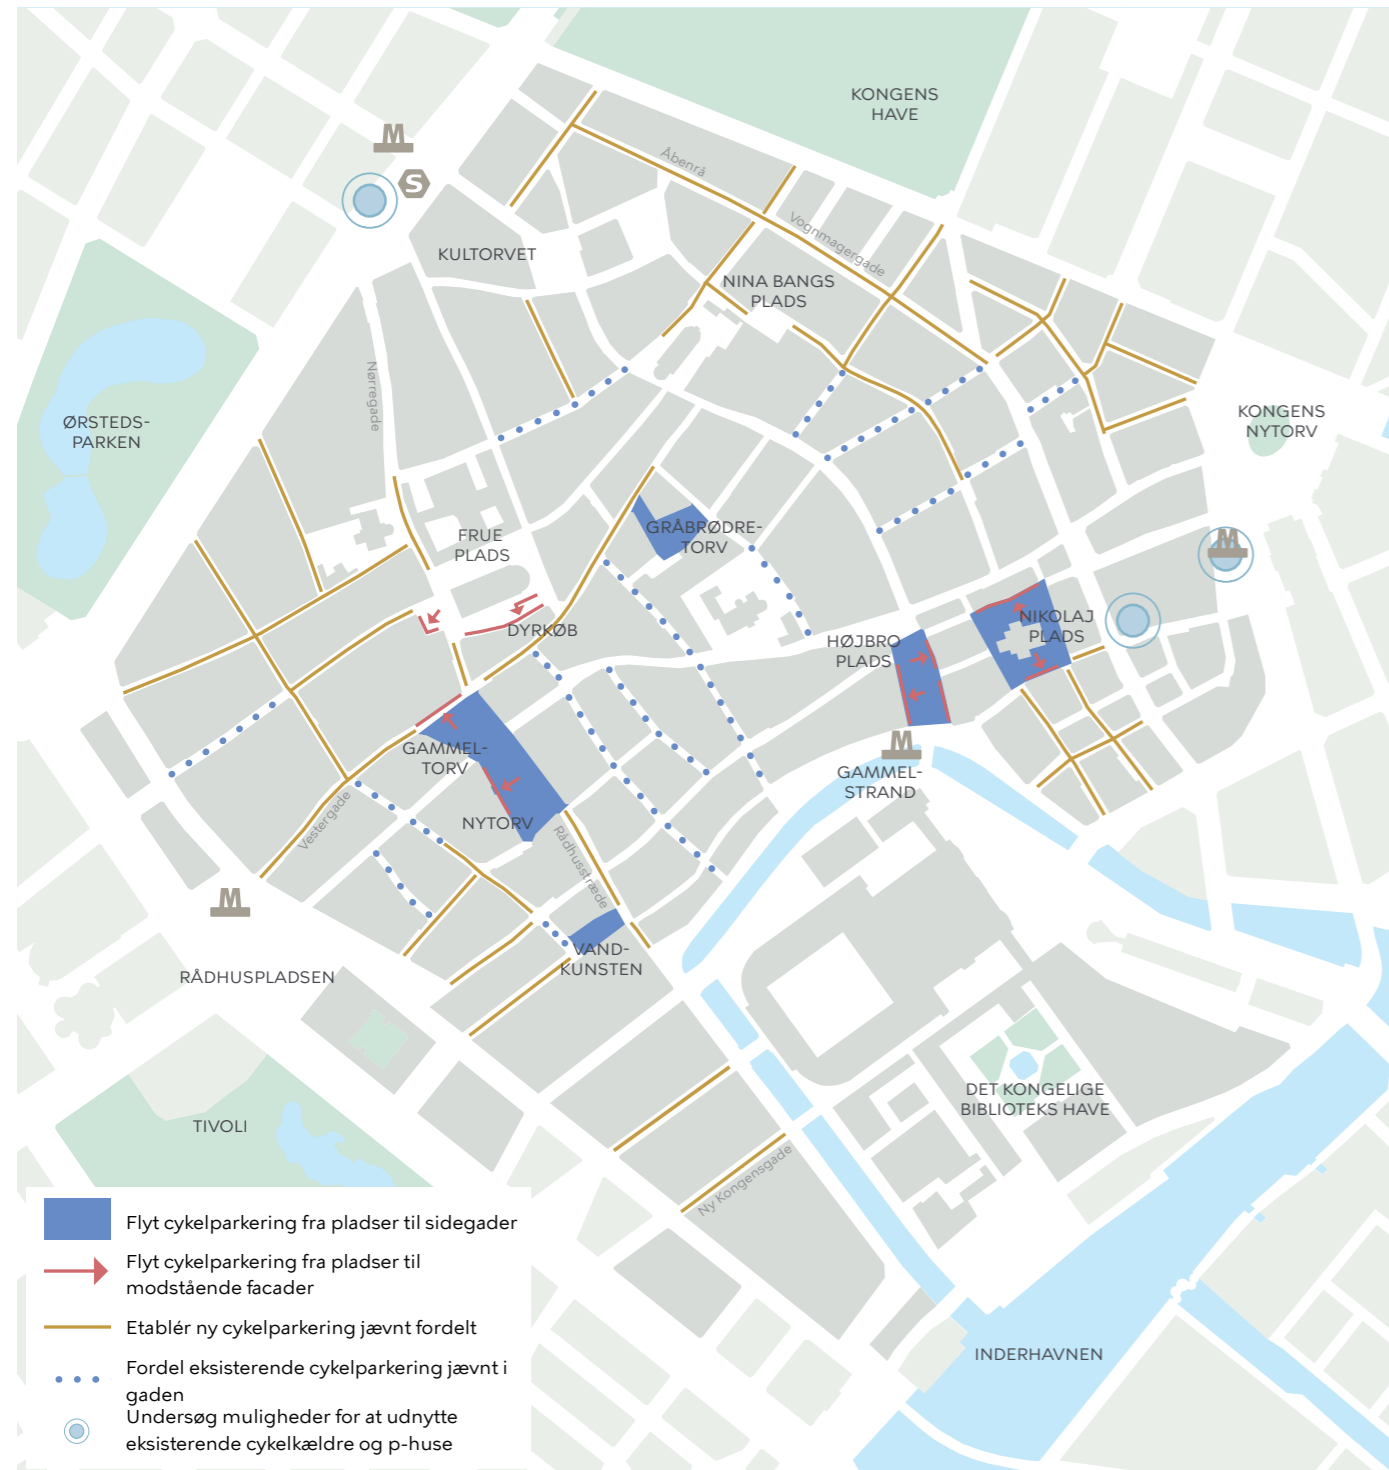 KONGENS
HAVE
M
S
Åbenrå
Vognmagergade
KULTORVET
NINA BANGS
PLADS
Nørregade
ØRSTEDS-
PARKEN
KONGENS
NYTORV
FRUE
PLADS
GRÅBRØDRE-
TORV
M
DYRKØB
NIKOLAJ
PLADS
HØJBRO
PLADS
GAMMEL-
TORV
M
GAMMEL-
STRAND
NYTORV
Vestergade
Rådhusstræde
M
VAND-
KUNSTEN
RÅDHUSPLADSEN
DET KONGELIGE
BIBLIOTEKS HAVE
TIVOLI
Ny Kongensgade
INDERHAVNEN
Flyt cykelparkering fra pladser til sidegader
Flyt cykelparkering fra pladser til
modstående facader
Etablér ny cykelparkering jævnt fordelt
Fordel eksisterende cykelparkering jævnt i
gaden
Undersøg muligheder for at udnytte
eksisterende cykelkældre og p-huse